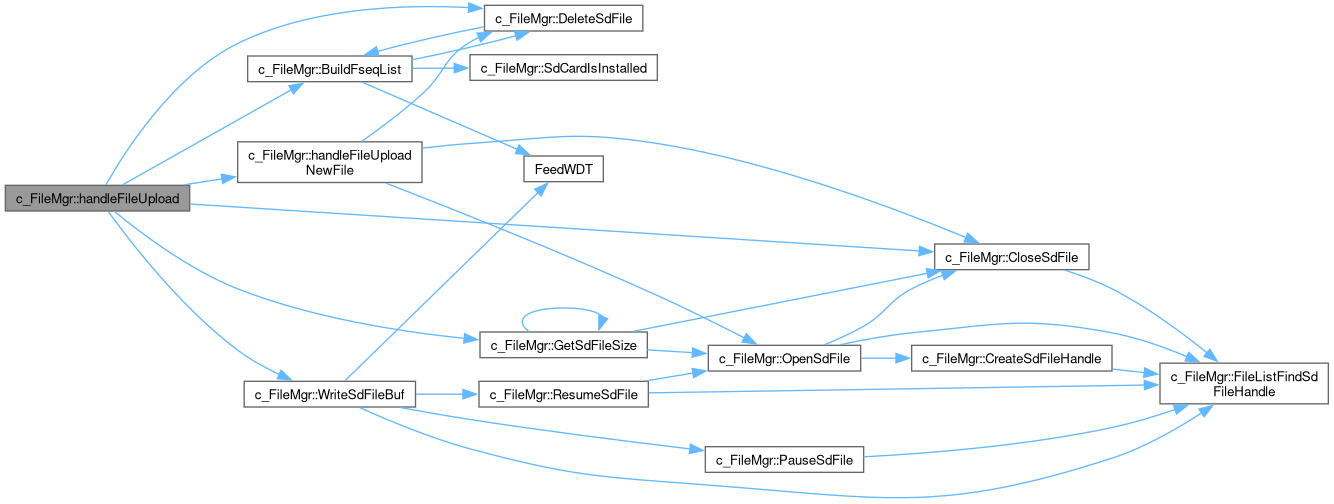 c_FileMgr::DeleteSdFile
c_FileMgr::BuildFseqList
c_FileMgr::SdCardIsInstalled
c_FileMgr::handleFileUpload
NewFile
FeedWDT
c_FileMgr::handleFileUpload
c_FileMgr::CloseSdFile
c_FileMgr::GetSdFileSize
c_FileMgr::OpenSdFile
c_FileMgr::CreateSdFileHandle
c_FileMgr::FileListFindSd
FileHandle
c_FileMgr::WriteSdFileBuf
c_FileMgr::ResumeSdFile
c_FileMgr::PauseSdFile